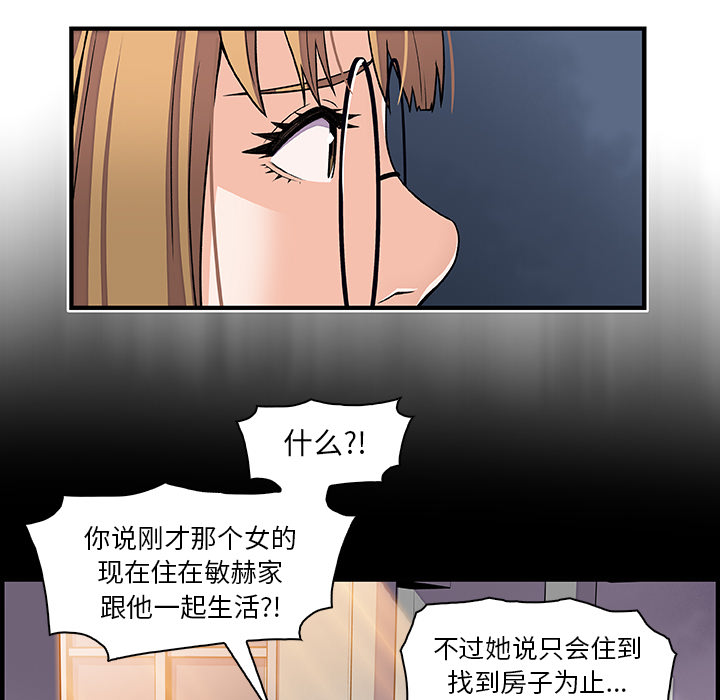 什么?!
你说刚才那个女的
现在住在敏赫家
跟他一起生活?!
不过她说只会住到
找到房子为止...